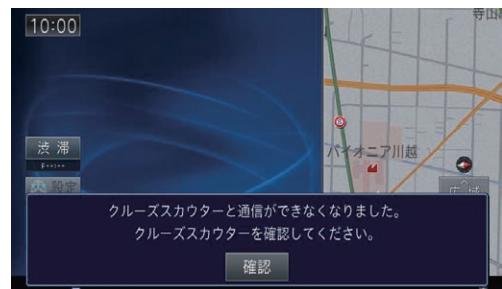 10:00
寺山
渋滞
6
パイオニア川越
設定
広域
クルーズスカウターと通信ができなくなりました。
クルーズスカウターを確認してください。
確認